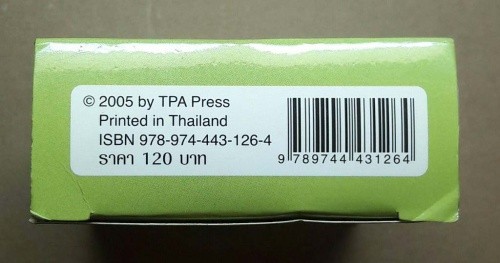 © 2005 by TPA Press
Printed in Thailand
ISBN 978-974-443-126-4
ราคา 120 บาท
9 789744 431264